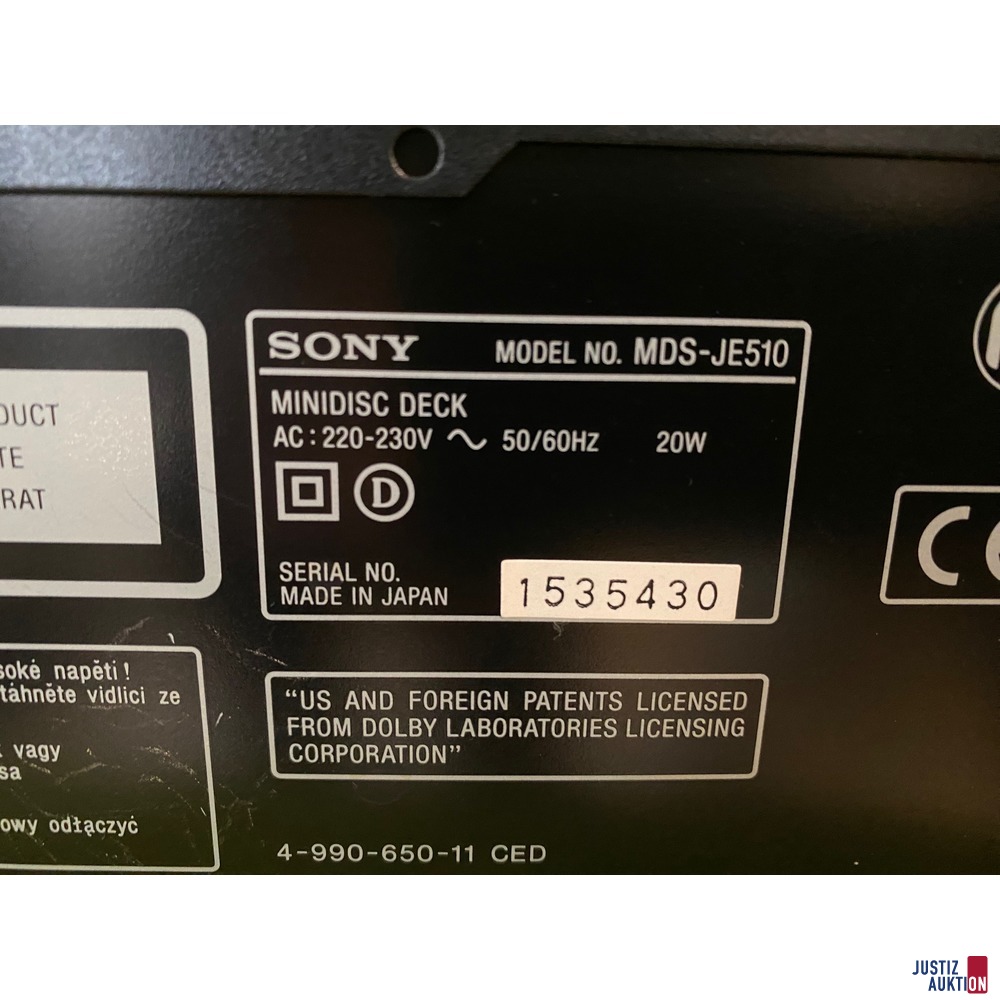 DUCT
TE
RAT
SONY MODEL NO. MDS-JE510
MINIDISC DECK
AC : 220-230V ~ 50/60HZ 20W
D
SERIAL NO.
MADE IN JAPAN 1535430
CE
soké napětí !
táhněte vidlici ze
vagy
sa
owy odłączyć
“US AND FOREIGN PATENTS LICENSED
FROM DOLBY LABORATORIES LICENSING
CORPORATION”
4-990-650-11 CED
JUSTIZ
AUKTION